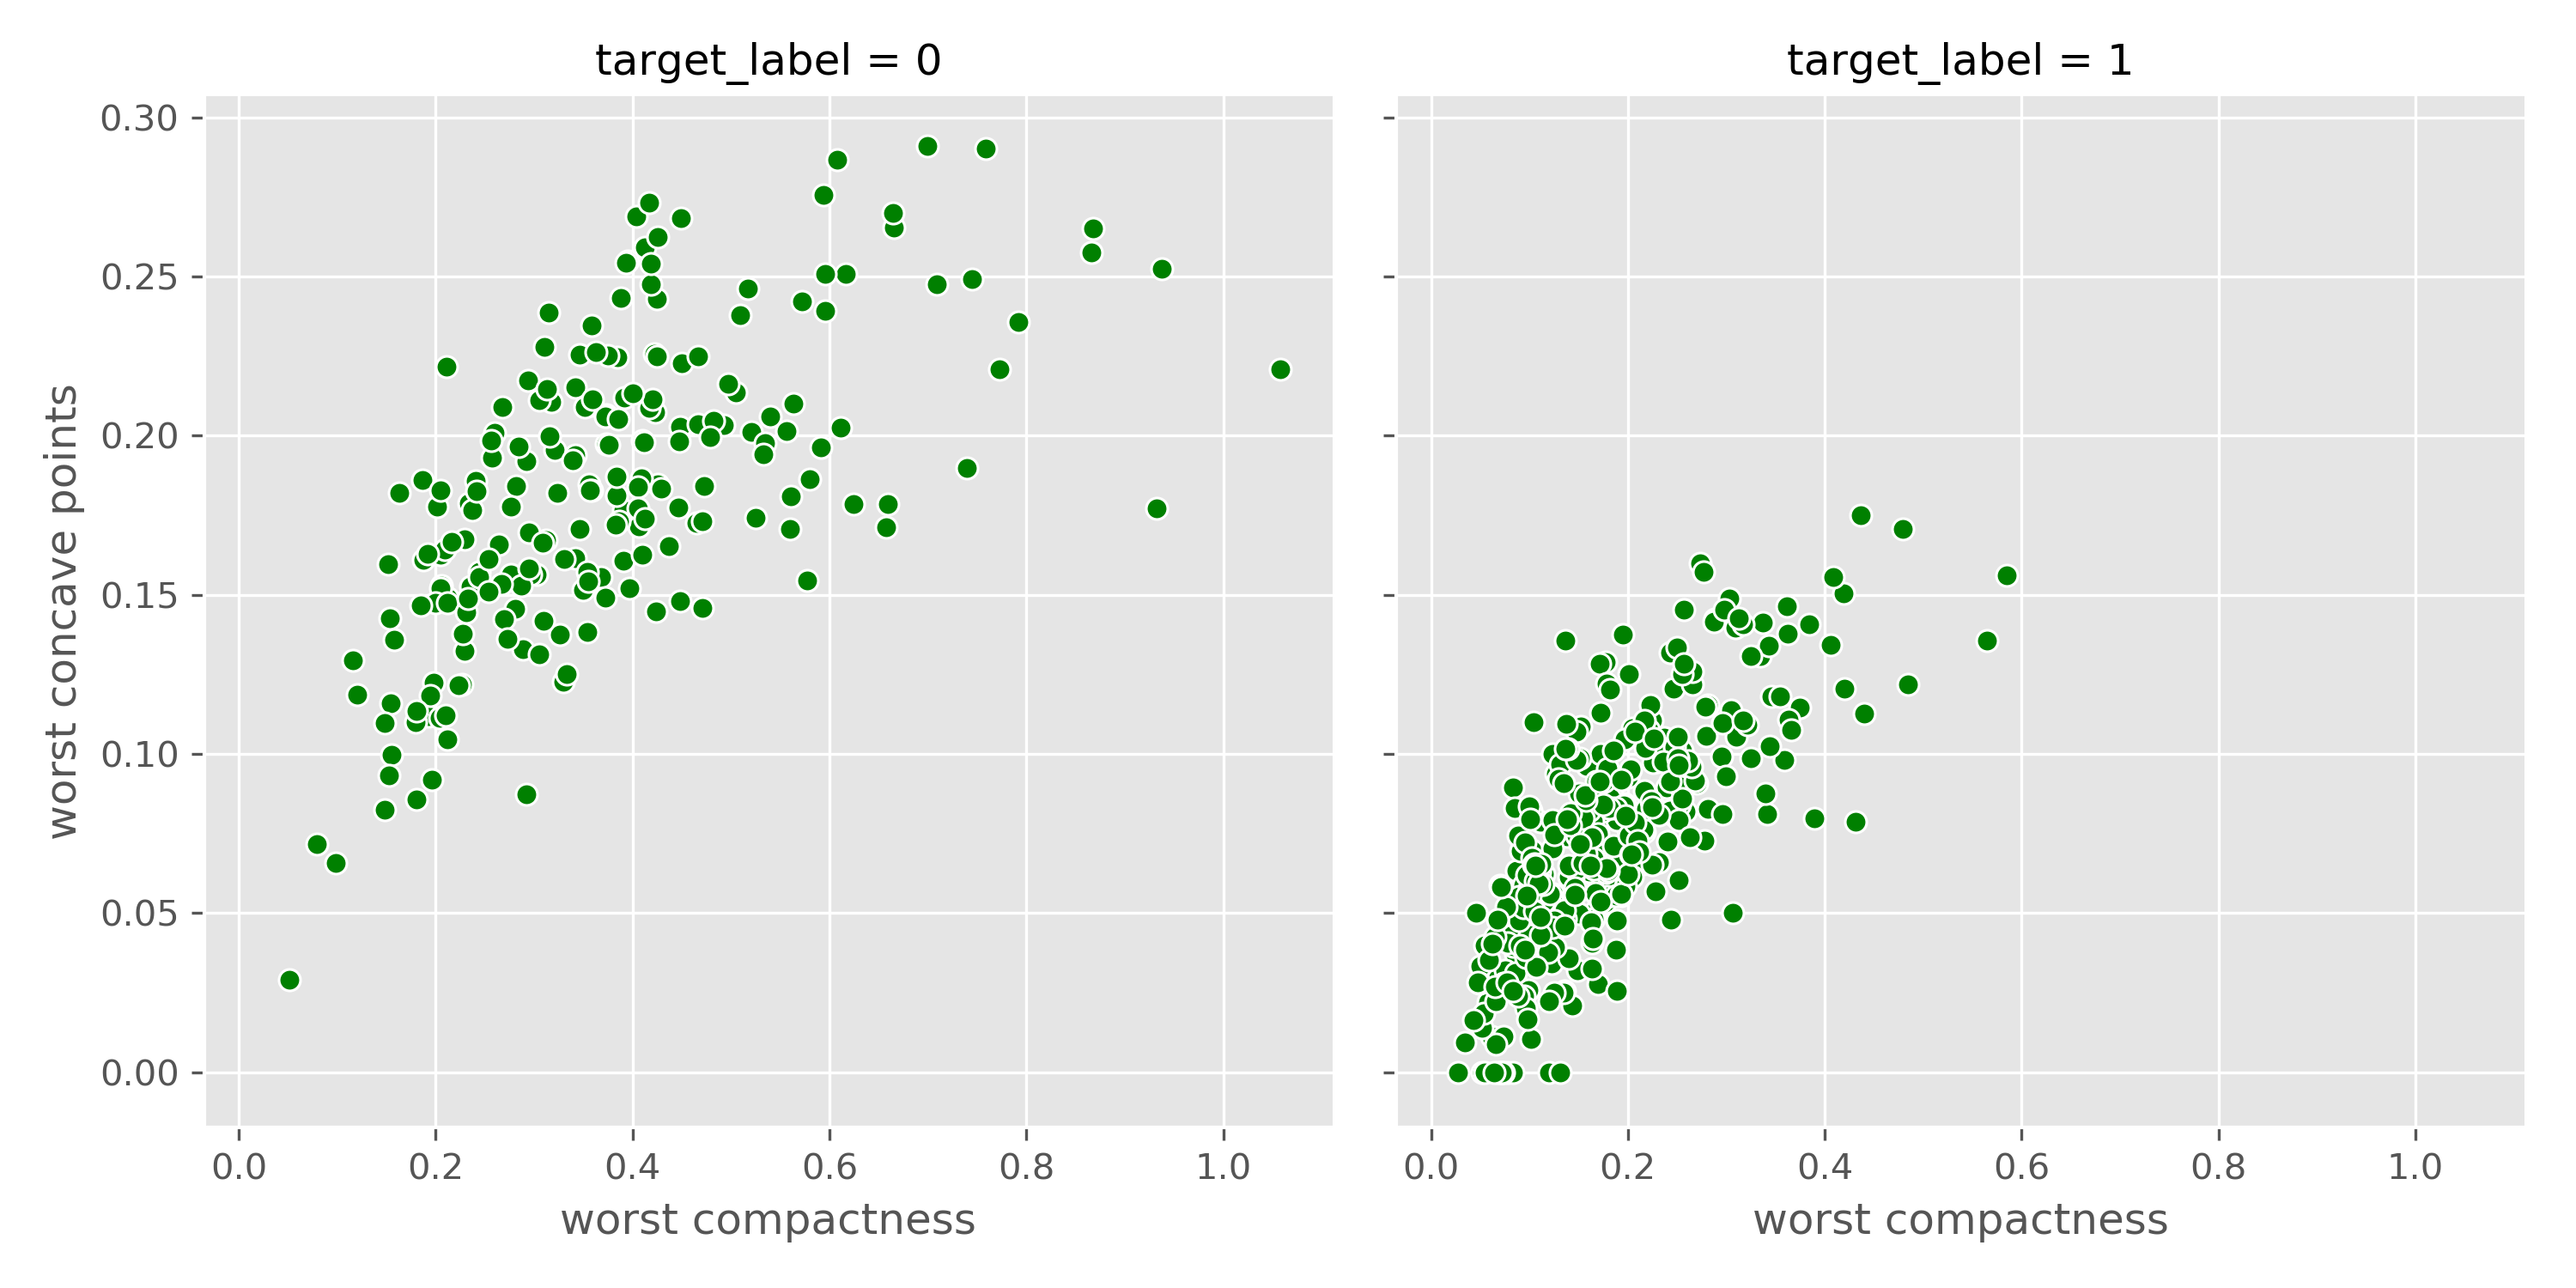 target_label = 0
target_label = 1
0.30
0.25
0.20
0.15
0.10
0.05
0.00
worst concave points
0.0 0.2 0.4 0.6 0.8 1.0
0.0 0.2 0.4 0.6 0.8 1.0
worst compactness
worst compactness